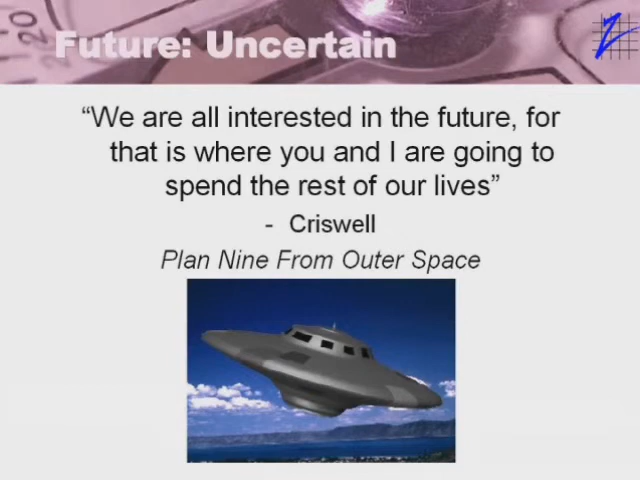 Future: Uncertain
“We are all interested in the future, for
that is where you and I are going to
spend the rest of our lives”
- Criswell
Plan Nine From Outer Space